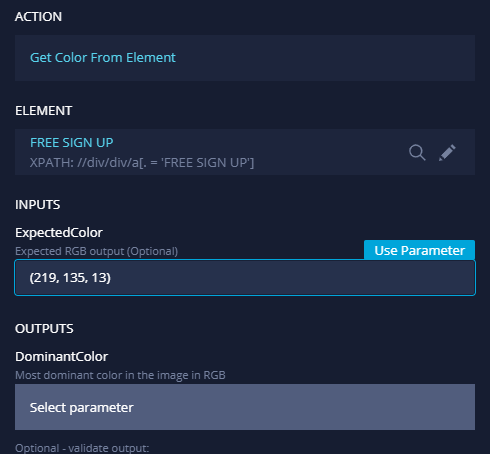 ACTION
Get Color From Element
ELEMENT
FREE SIGN UP
XPATH: //div/div/a[. = 'FREE SIGN UP']
INPUTS
ExpectedColor
Expected RGB output (Optional)
Use Parameter
(219, 135, 13)
OUTPUTS
DominantColor
Most dominant color in the image in RGB
Select parameter
Optional - validate output: